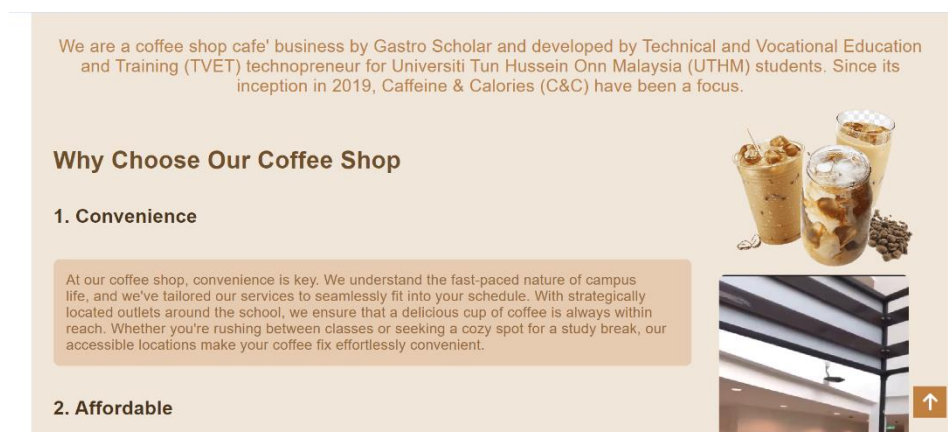 We are a coffee shop cafe' business by Gastro Scholar and developed by Technical and Vocational Education
and Training (TVET) technopreneur for Universiti Tun Hussein Onn Malaysia (UTHM) students. Since its
inception in 2019, Caffeine & Calories (C&C) have been a focus.
Why Choose Our Coffee Shop
1. Convenience
At our coffee shop, convenience is key. We understand the fast-paced nature of campus
life, and we've tailored our services to seamlessly fit into your schedule. With strategically
located outlets around the school, we ensure that a delicious cup of coffee is always within
reach. Whether you're rushing between classes or seeking a cozy spot for a study break, our
accessible locations make your coffee fix effortlessly convenient.
2. Affordable